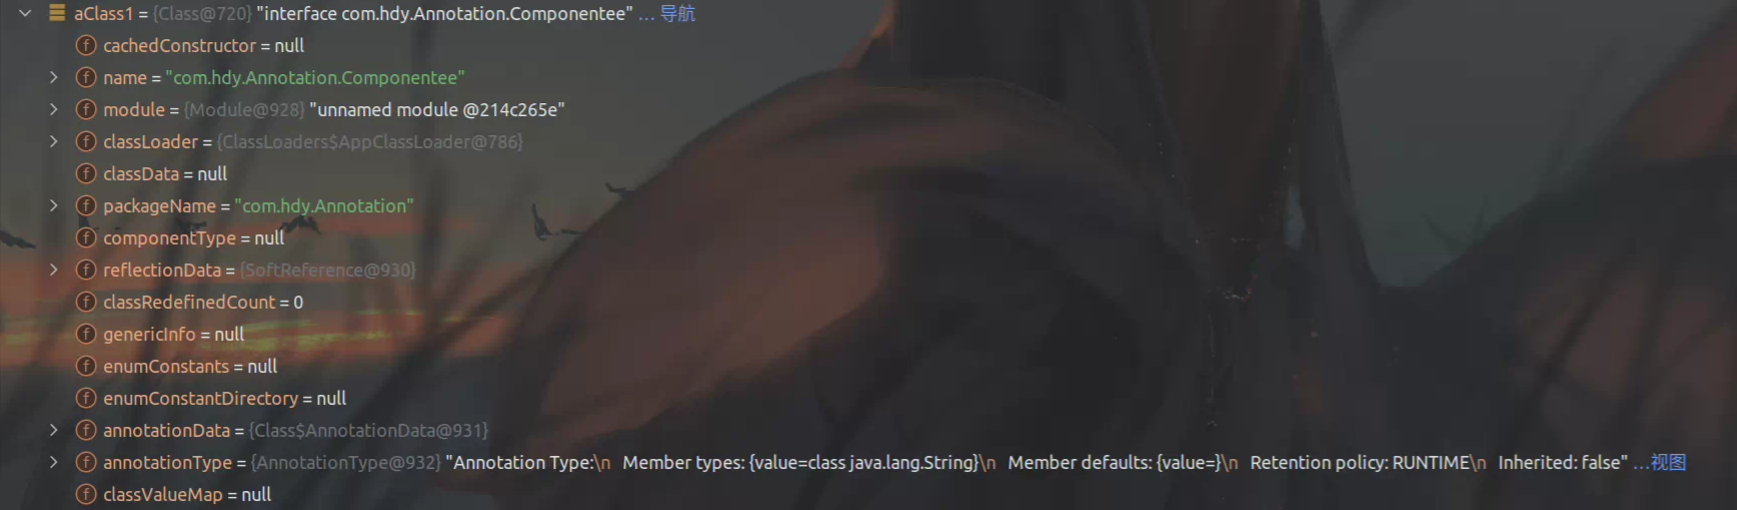 aClass1 = {Class@720} "interface com.hdy.Annotation.Componentee" ... 导航
f cachedConstructor = null
f name = "com.hdy.Annotation.Componentee"
f module = {Module@928} "unnamed module @214c265e"
f classLoader = {ClassLoaders$AppClassLoader@786}
f classData = null
f packageName = "com.hdy.Annotation"
f componentType = null
f reflectionData = {SoftReference@930}
f classRedefinedCount = 0
f genericInfo = null
f enumConstants = null
f enumConstantDirectory = null
f annotationData = {Class$AnnotationData@931}
f annotationType = {AnnotationType@932} "Annotation Type:\n   Member types: {value=class java.lang.String}\n   Member defaults: {value=}\n   Retention policy: RUNTIME\n   Inherited: false" ...视图
f classValueMap = null